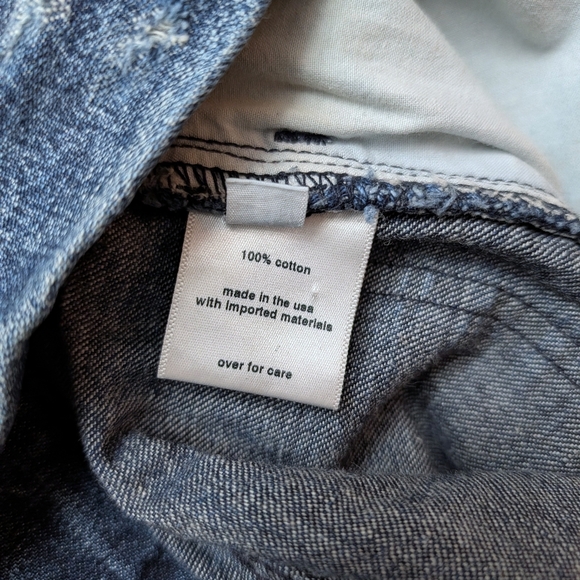 100% cotton
made in the usa
with imported materials
over for care